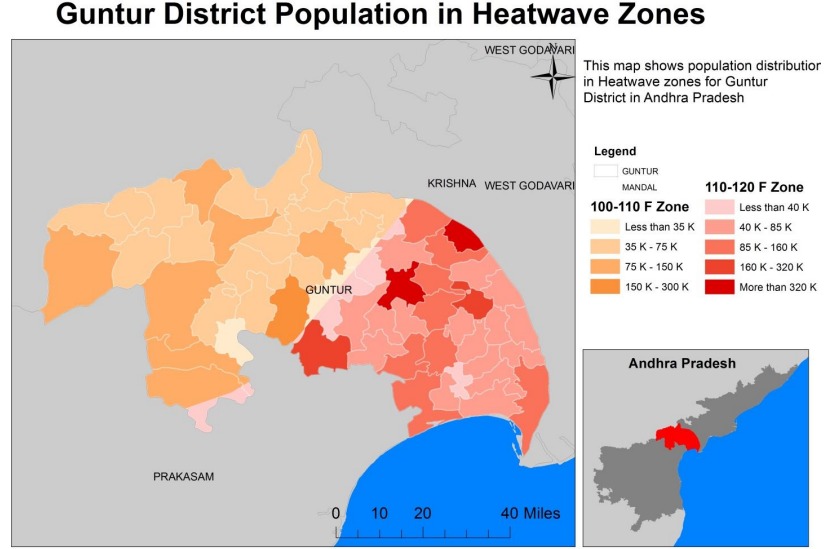 Guntur District Population in Heatwave Zones
WEST GODAVARI
N
This map shows population distribution
in Heatwave zones for Guntur
District in Andhra Pradesh
Legend
GUNTUR
MANDAL
KRISHNA WEST GODAVARI
100-110 F Zone
Less than 35 K
35 K - 75 K
75 K - 150 K
150 K - 300 K
110-120 F Zone
Less than 40 K
40 K - 85 K
85 K - 160 K
160 K - 320 K
More than 320 K
GUNTUR
Andhra Pradesh
PRAKASAM
0 10 20 40 Miles